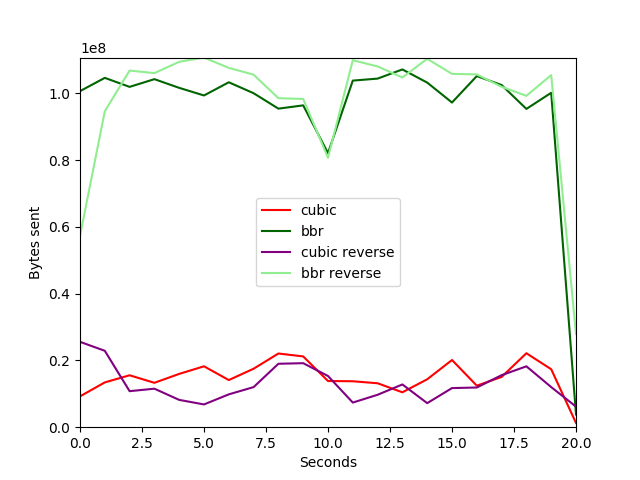 1e8
1.0
0.8
0.6
0.4
0.2
0.0
Bytes sent
cubic
bbr
cubic reverse
bbr reverse
0.0 2.5 5.0 7.5 10.0 12.5 15.0 17.5 20.0
Seconds